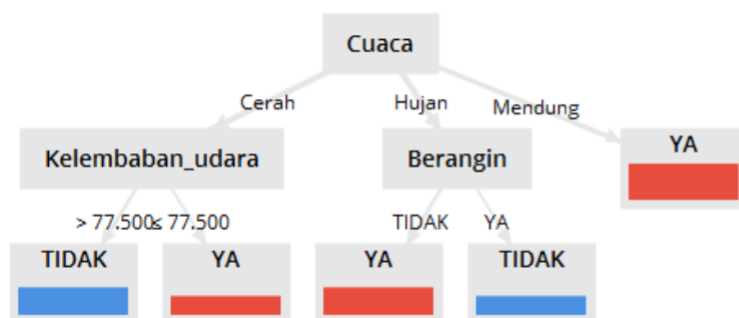 Cuaca
Cerah
Hujan
Mendung
Kelembaban_udara
Berangin
YA
> 77.500
≤ 77.500
TIDAK
YA
TIDAK
YA
YA
TIDAK